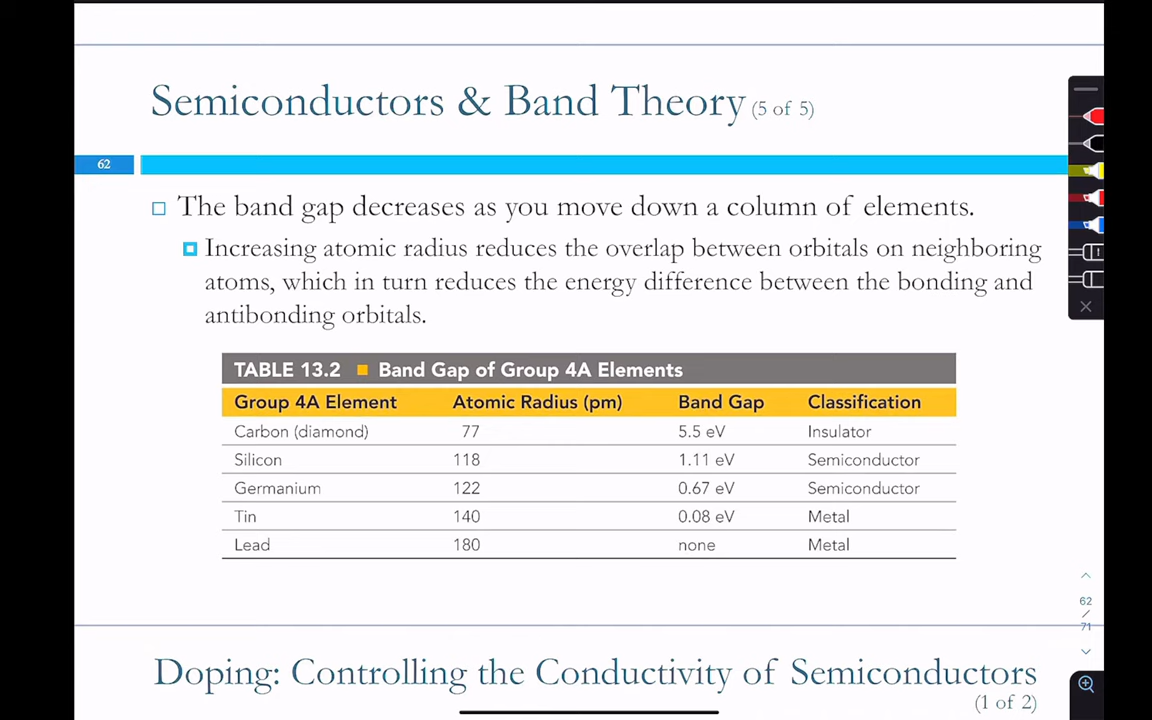 Semiconductors & Band Theory (5 of 5)
62
The band gap decreases as you move down a column of elements.
Increasing atomic radius reduces the overlap between orbitals on neighboring
atoms, which in turn reduces the energy difference between the bonding and
antibonding orbitals.
TABLE 13.2 Band Gap of Group 4A Elements
Group 4A Element Atomic Radius (pm) Band Gap Classification
Carbon (diamond) 77 5.5 eV Insulator
Silicon 118 1.11 eV Semiconductor
Germanium 122 0.67 eV Semiconductor
Tin 140 0.08 eV Metal
Lead 180 none Metal
62
/
71
Doping: Controlling the Conductivity of Semiconductors
(1 of 2)